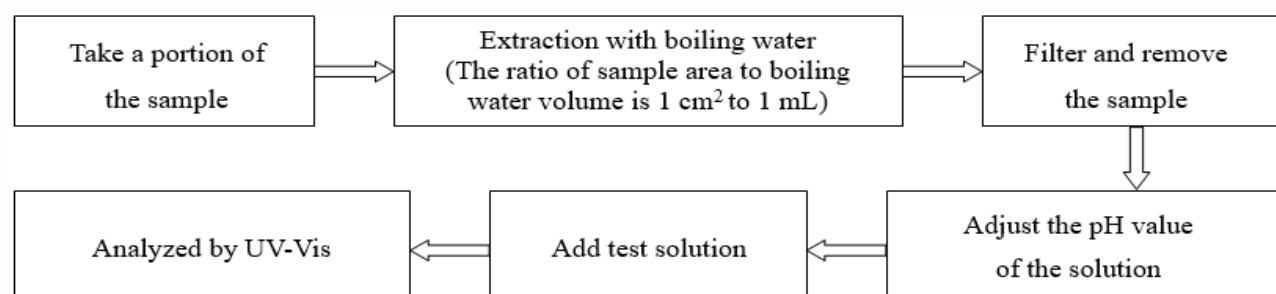 Take a portion of
the sample
Extraction with boiling water
(The ratio of sample area to boiling
water volume is 1 cm² to 1 mL)
Filter and remove
the sample
Adjust the pH value
of the solution
Add test solution
Analyzed by UV-Vis